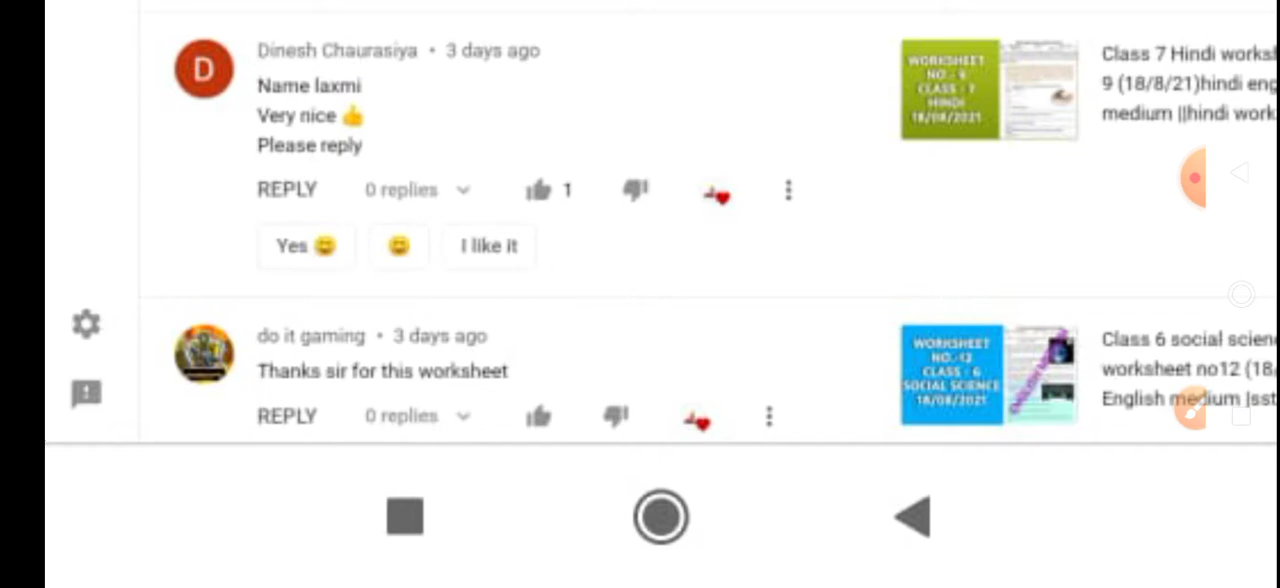 Dinesh Chaurasiya • 3 days ago
Name laxmi
Very nice 👍
Please reply
REPLY 0 replies 1
Yes 😄 😄 I like it
WORKSHEET
NO - 9
CLASS - 7
HINDI
18/08/2021
Class 7 Hindi works
9 (18/8/21)hindi eng
medium ||hindi work
do it gaming • 3 days ago
Thanks sir for this worksheet
REPLY 0 replies
WORKSHEET
NO.-12
CLASS - 6
SOCIAL SCIENCE
18/08/2021
Class 6 social scien
worksheet no12 (18/
English medium |sst